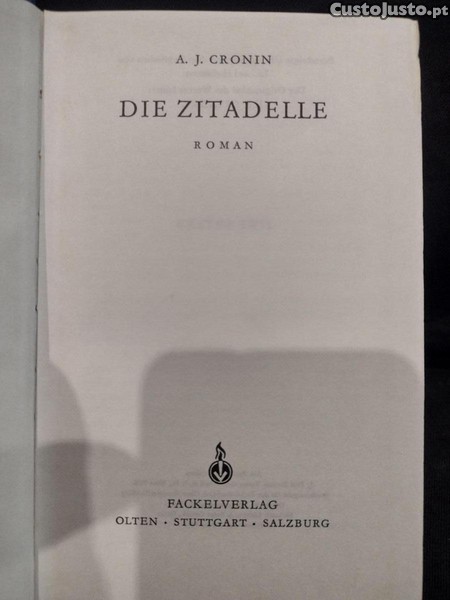 CustoJusto.pt
A. J. CRONIN
DIE ZITADELLE
ROMAN
FACKELVERLAG
OLTEN · STUTTGART · SALZBURG